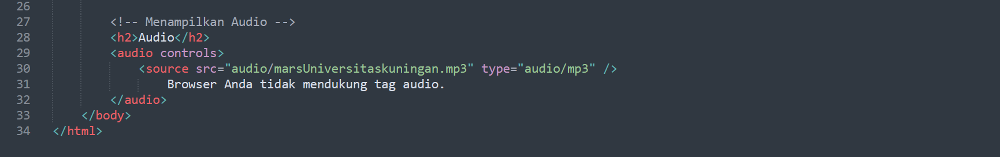 26
27 <!-- Menampilkan Audio -->
28 <h2>Audio</h2>
29 <audio controls>
30 <source src="audio/marsUniversitaskuningan.mp3" type="audio/mp3" />
31 Browser Anda tidak mendukung tag audio.
32 </audio>
33 </body>
34 </html>